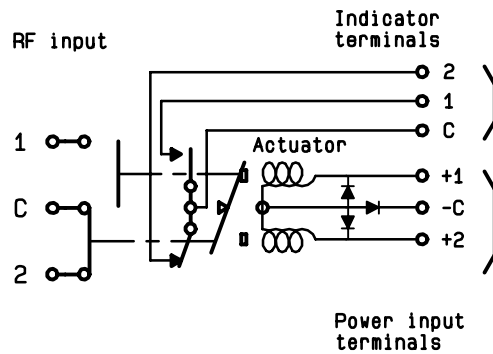 Indicator
terminals
RF input
2
1
C
Actuator
1
+1
C
-C
+2
2
Power input
terminals